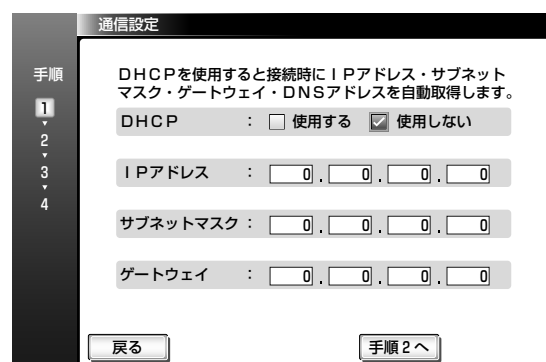 通信設定
手順
1
2
3
4
DHCPを使用すると接続時にIPアドレス・サブネット
マスク・ゲートウェイ・DNSアドレスを自動取得します。
DHCP : 使用する 使用しない
IPアドレス : 0 . 0 . 0 . 0
サブネットマスク : 0 . 0 . 0 . 0
ゲートウェイ : 0 . 0 . 0 . 0
戻る 手順2へ